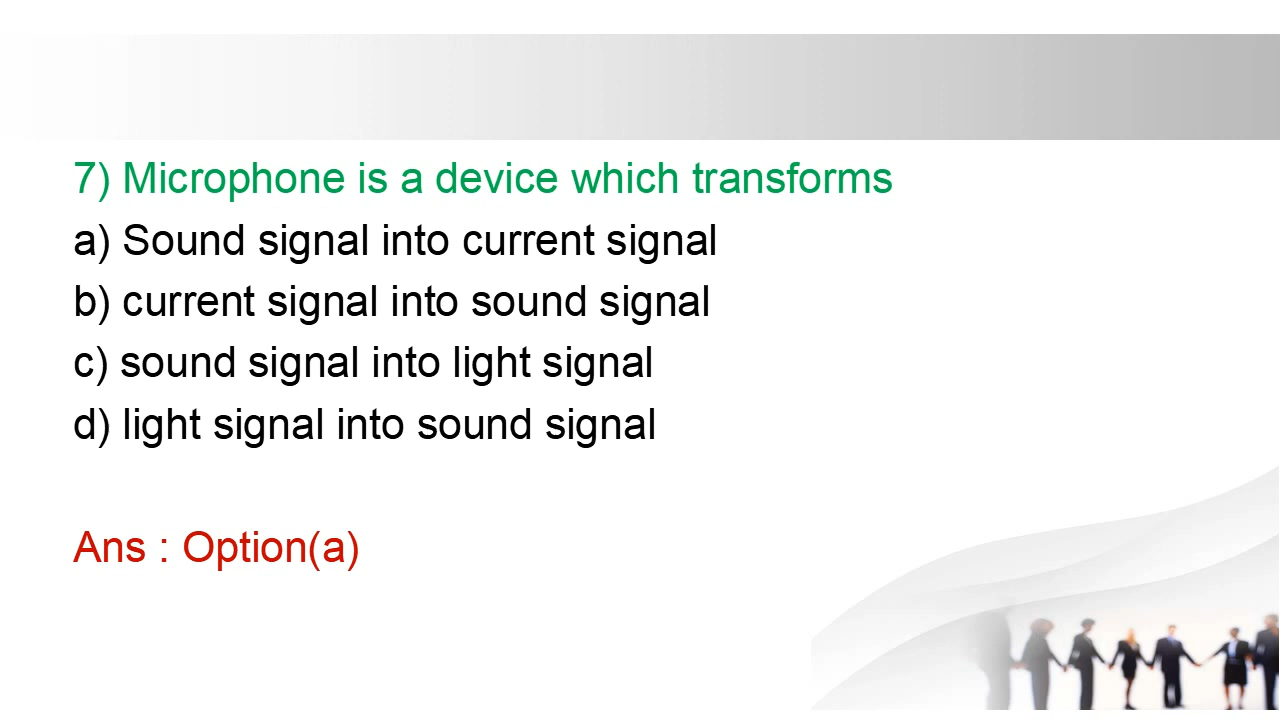 7) Microphone is a device which transforms
a) Sound signal into current signal
b) current signal into sound signal
c) sound signal into light signal
d) light signal into sound signal
Ans : Option(a)